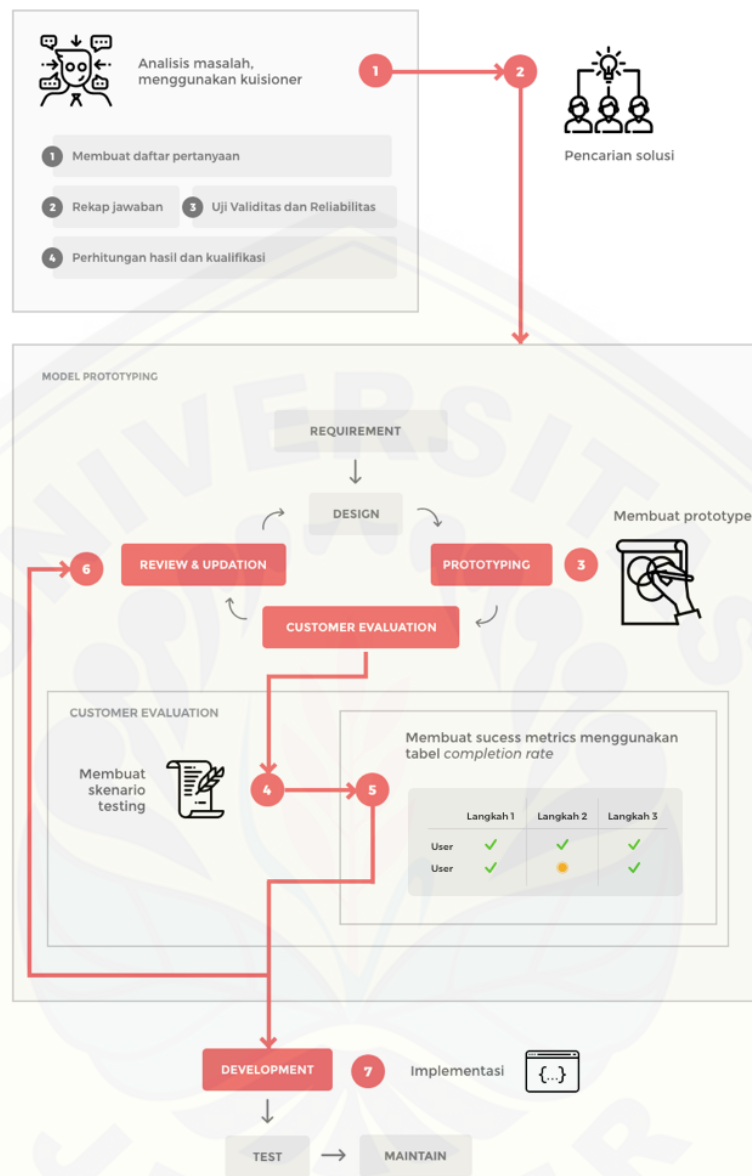 Analisis masalah,
menggunakan kuisioner
1
2
Pencarian solusi
1 Membuat daftar pertanyaan
2 Rekap jawaban
3 Uji Validitas dan Reliabilitas
4 Perhitungan hasil dan kualifikasi
MODEL PROTOTYPING
REQUIREMENT
DESIGN
Membuat prototype
6
REVIEW & UPDATION
PROTOTYPING
3
CUSTOMER EVALUATION
CUSTOMER EVALUATION
Membuat
skenario
testing
4
5
Membuat sucess metrics menggunakan
tabel completion rate
Langkah 1 Langkah 2 Langkah 3
User
User
DEVELOPMENT
7
Implementasi
{...}
TEST
MAINTAIN
UNIVERSITAS